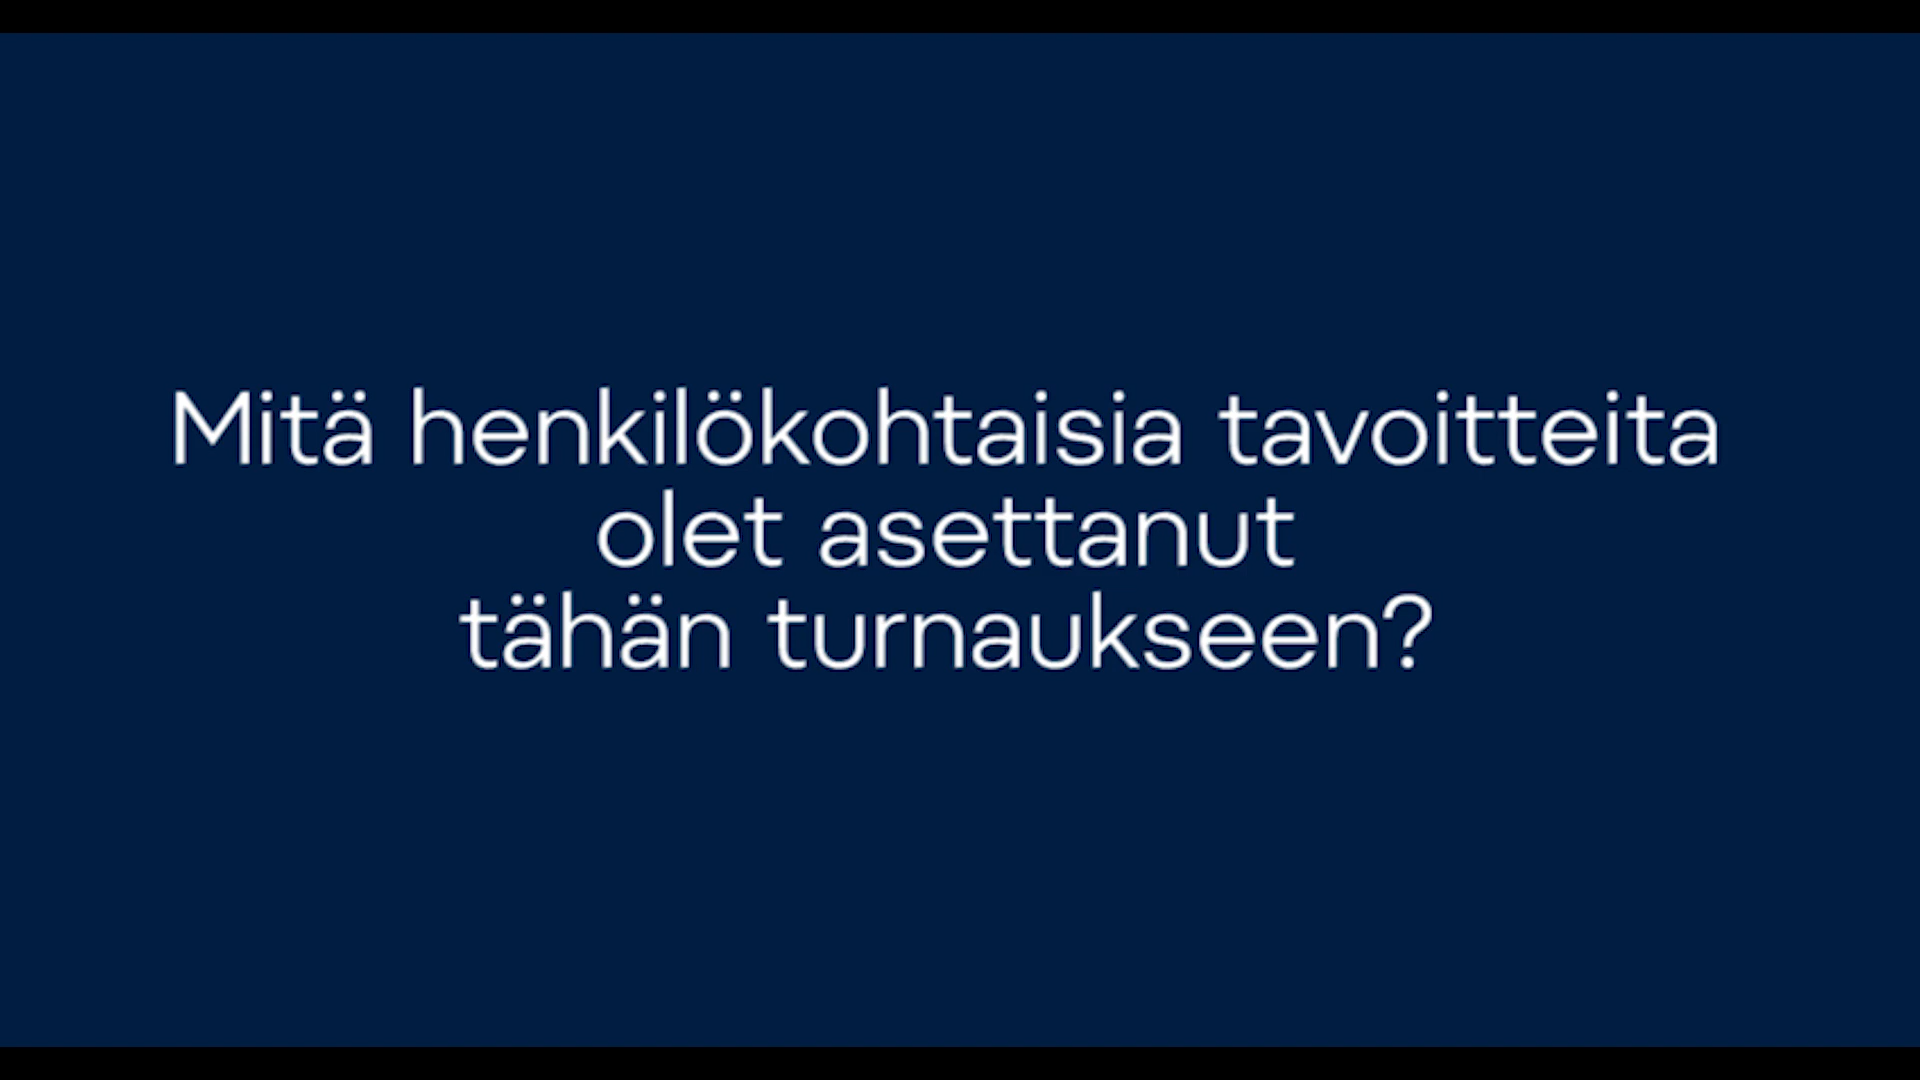 Mitä henkilökohtaisia tavoitteita
olet asettanut
tähän turnaukseen?